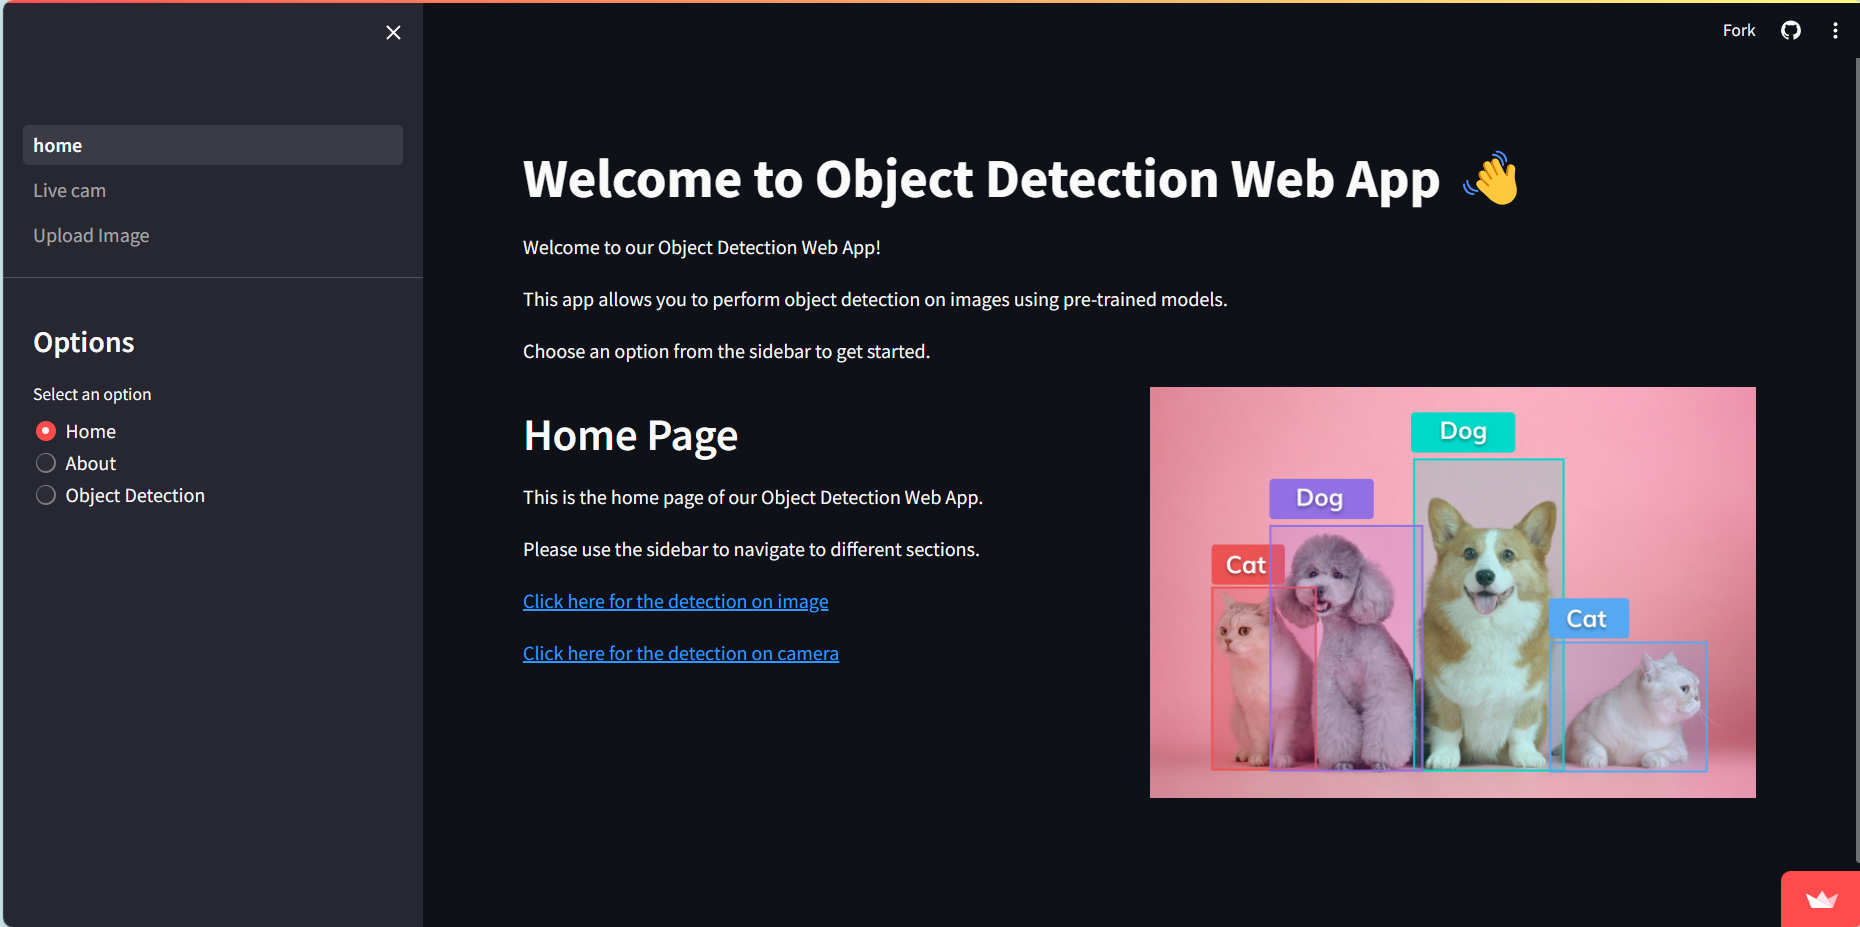 Fork
home
Live cam
Upload Image
Options
Select an option
Home
About
Object Detection
Welcome to Object Detection Web App 👋
Welcome to our Object Detection Web App!
This app allows you to perform object detection on images using pre-trained models.
Choose an option from the sidebar to get started.
Home Page
This is the home page of our Object Detection Web App.
Please use the sidebar to navigate to different sections.
Click here for the detection on image
Click here for the detection on camera
Dog
Dog
Cat
Cat